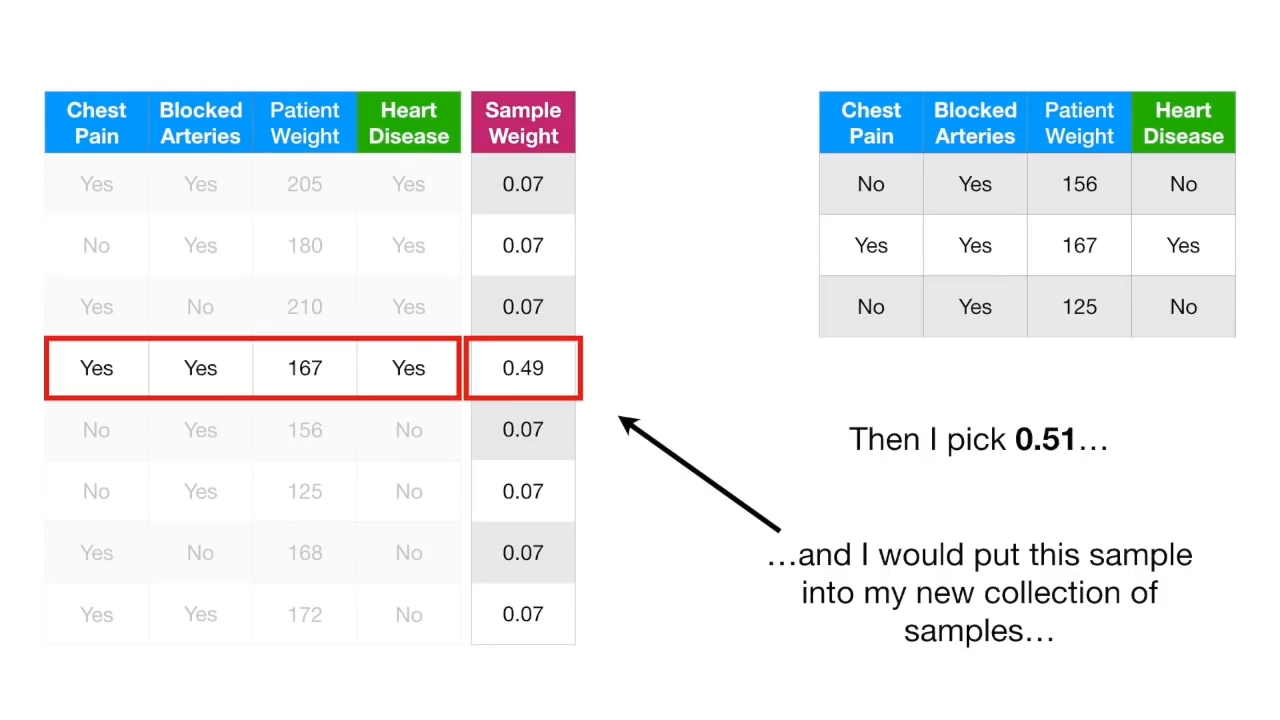 Chest Pain Blocked Arteries Patient Weight Heart Disease Sample Weight
Yes Yes 205 Yes 0.07
No Yes 180 Yes 0.07
Yes No 210 Yes 0.07
Yes Yes 167 Yes 0.49
No Yes 156 No 0.07
No Yes 125 No 0.07
Yes No 168 No 0.07
Yes Yes 172 No 0.07
Chest Pain Blocked Arteries Patient Weight Heart Disease
No Yes 156 No
Yes Yes 167 Yes
No Yes 125 No
Then I pick 0.51…
…and I would put this sample
into my new collection of
samples…